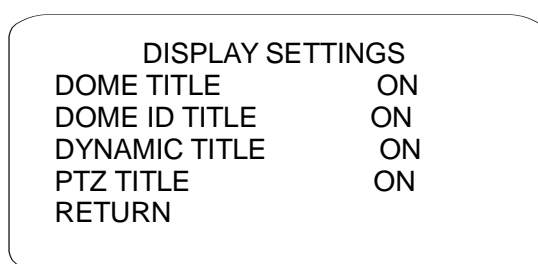 DISPLAY SETTINGS
DOME TITLE ON
DOME ID TITLE ON
DYNAMIC TITLE ON
PTZ TITLE ON
RETURN